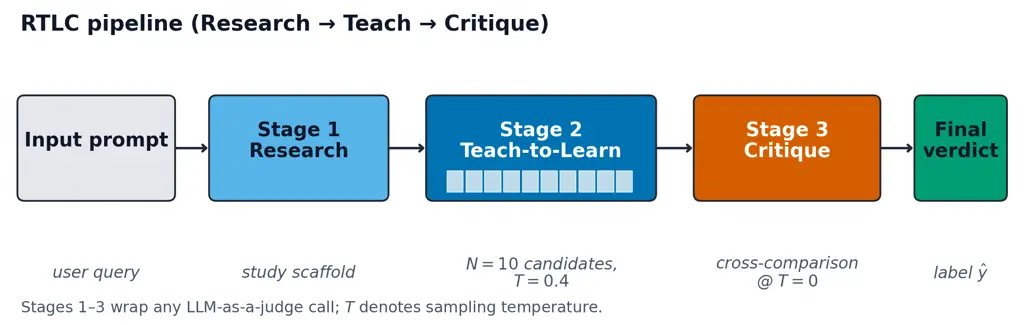 RTLC pipeline (Research → Teach → Critique)
Input prompt
Stage 1
Research
Stage 2
Teach-to-Learn
Stage 3
Critique
Final
verdict
user query
study scaffold
N = 10 candidates,
T = 0.4
cross-comparison
@ T = 0
label ŷ
Stages 1–3 wrap any LLM-as-a-judge call; T denotes sampling temperature.